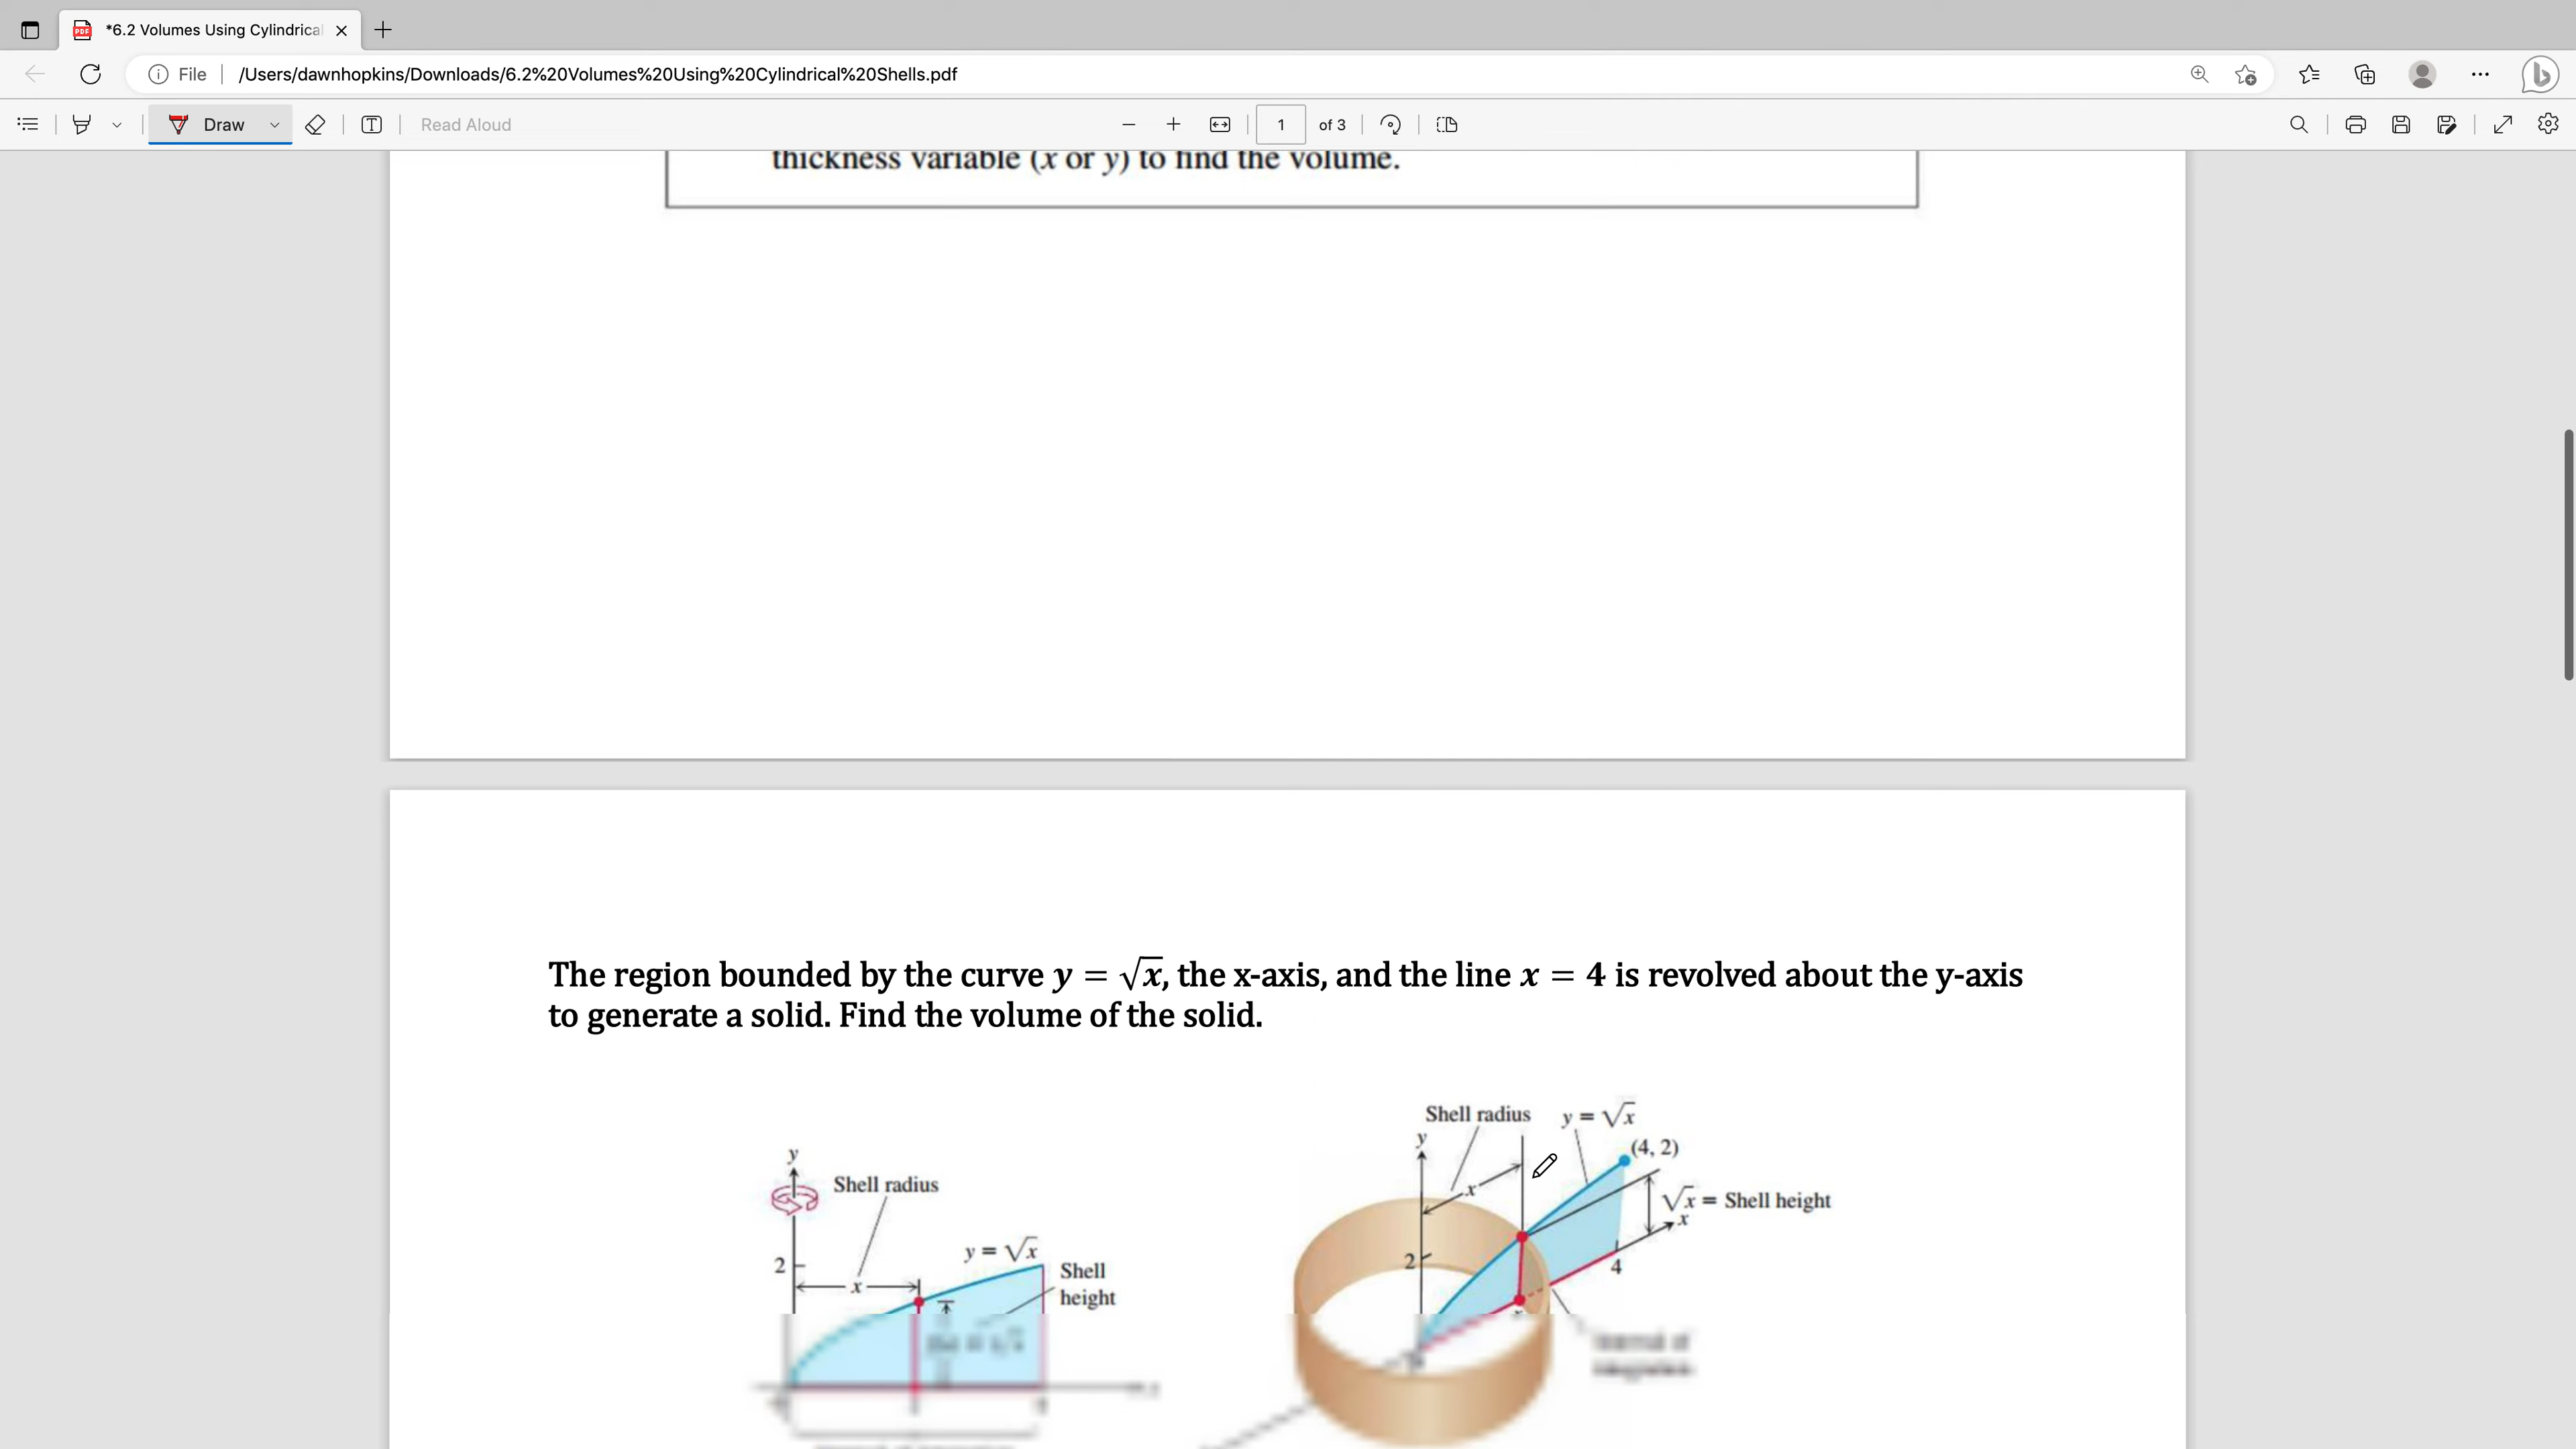 *6.2 Volumes Using Cylindrical
File /Users/dawnhopkins/Downloads/6.2%20Volumes%20Using%20Cylindrical%20Shells.pdf
Draw Read Aloud 1 of 3
thickness variable (x or y) to find the volume.
The region bounded by the curve y = √x, the x-axis, and the line x = 4 is revolved about the y-axis
to generate a solid. Find the volume of the solid.
y
Shell radius
y = √x
2
x
Shell
height
Shell radius
y = √x
y
(4, 2)
x
√x = Shell height
x
2
4